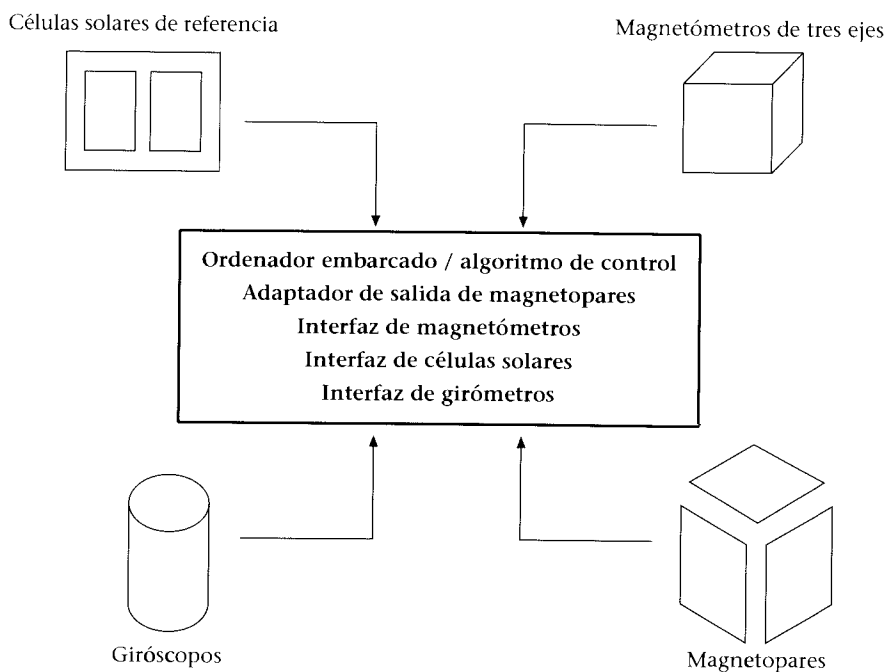 Células solares de referencia
Magnetómetros de tres ejes
Ordenador embarcado / algoritmo de control
Adaptador de salida de magnetopares
Interfaz de magnetómetros
Interfaz de células solares
Interfaz de girómetros
Giróscopos
Magnetopares